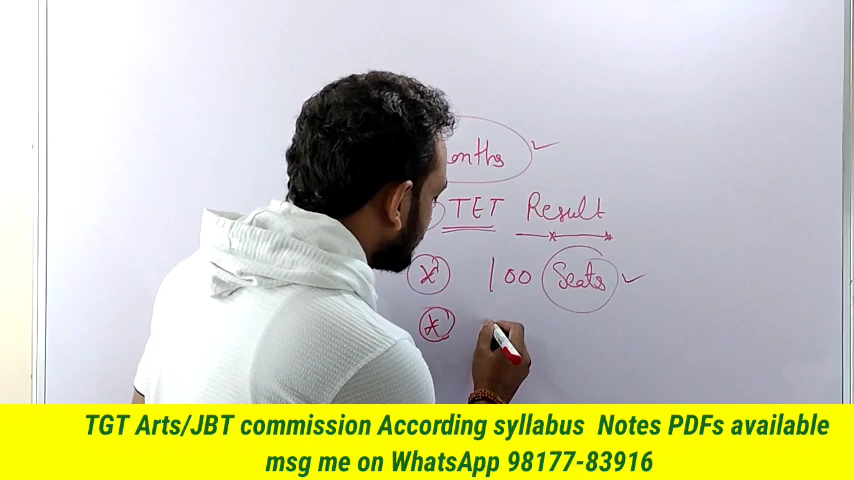 onths
TET Result
100 Seats
TGT Arts/JBT commission According syllabus Notes PDFs available
msg me on WhatsApp 98177-83916